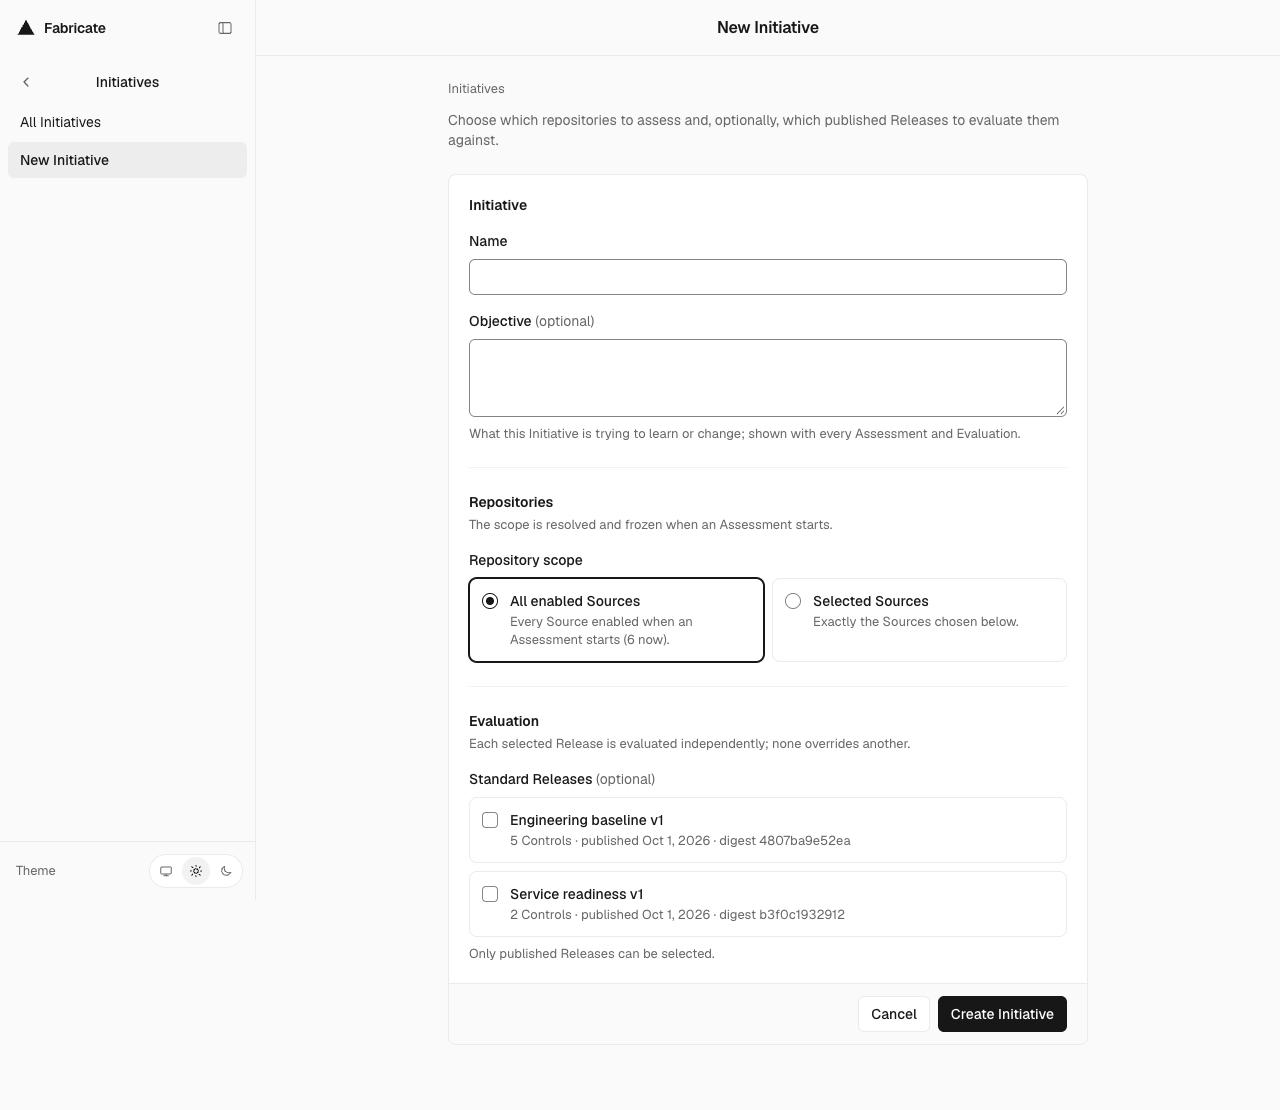 Fabricate
Initiatives
All Initiatives
New Initiative
Theme
New Initiative
Initiatives
Choose which repositories to assess and, optionally, which published Releases to evaluate them
against.
Initiative
Name
Objective (optional)
What this Initiative is trying to learn or change; shown with every Assessment and Evaluation.
Repositories
The scope is resolved and frozen when an Assessment starts.
Repository scope
All enabled Sources
Every Source enabled when an
Assessment starts (6 now).
Selected Sources
Exactly the Sources chosen below.
Evaluation
Each selected Release is evaluated independently; none overrides another.
Standard Releases (optional)
Engineering baseline v1
5 Controls · published Oct 1, 2026 · digest 4807ba9e52ea
Service readiness v1
2 Controls · published Oct 1, 2026 · digest b3f0c1932912
Only published Releases can be selected.
Cancel
Create Initiative